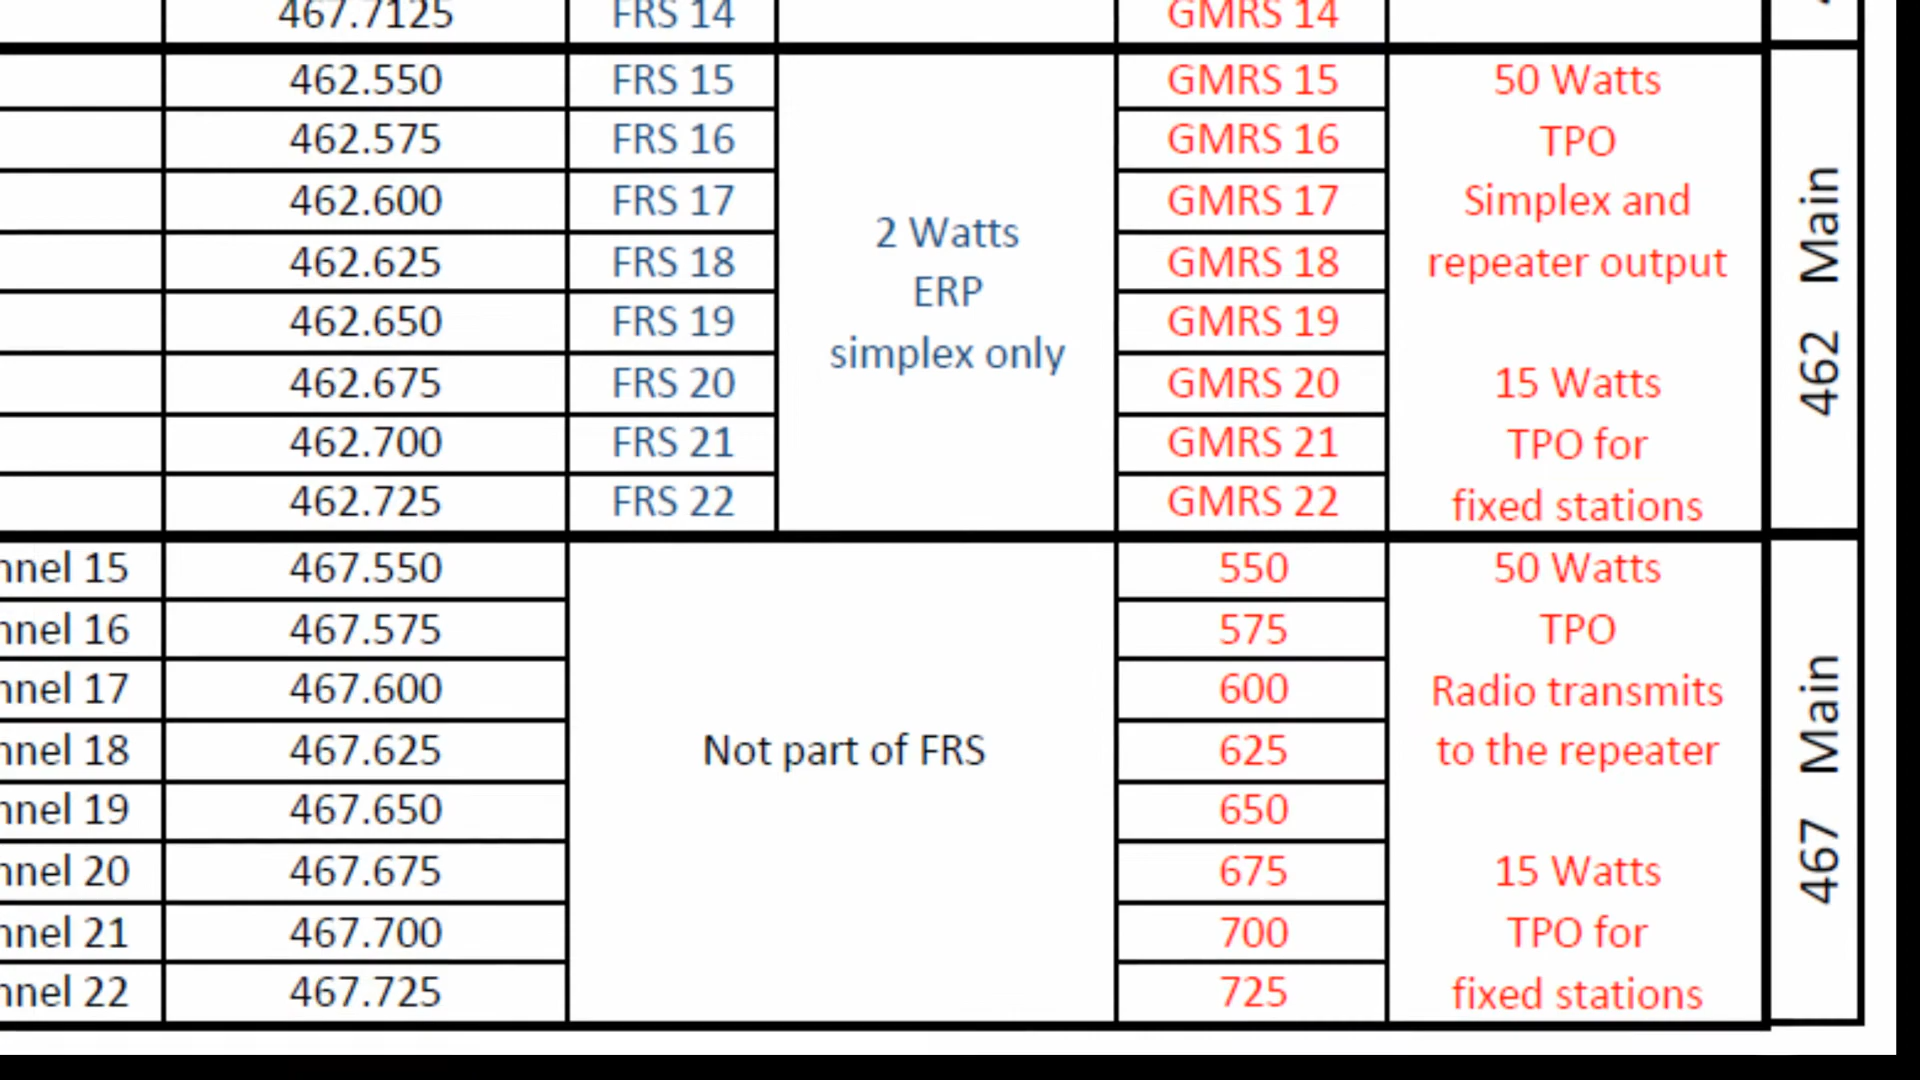 467.7125 FRS 14 GMRS 14
462.550 FRS 15 GMRS 15 50 Watts
462.575 FRS 16 GMRS 16 TPO
462.600 FRS 17 GMRS 17 Simplex and
2 Watts
462.625 FRS 18 GMRS 18 repeater output
ERP
462.650 FRS 19 GMRS 19
simplex only
462.675 FRS 20 GMRS 20 15 Watts
462.700 FRS 21 GMRS 21 TPO for
462.725 FRS 22 GMRS 22 fixed stations
462 Main
nnel 15 467.550 550 50 Watts
nnel 16 467.575 575 TPO
nnel 17 467.600 600 Radio transmits
nnel 18 467.625 Not part of FRS 625 to the repeater
nnel 19 467.650 650
nnel 20 467.675 675 15 Watts
nnel 21 467.700 700 TPO for
nnel 22 467.725 725 fixed stations
467 Main